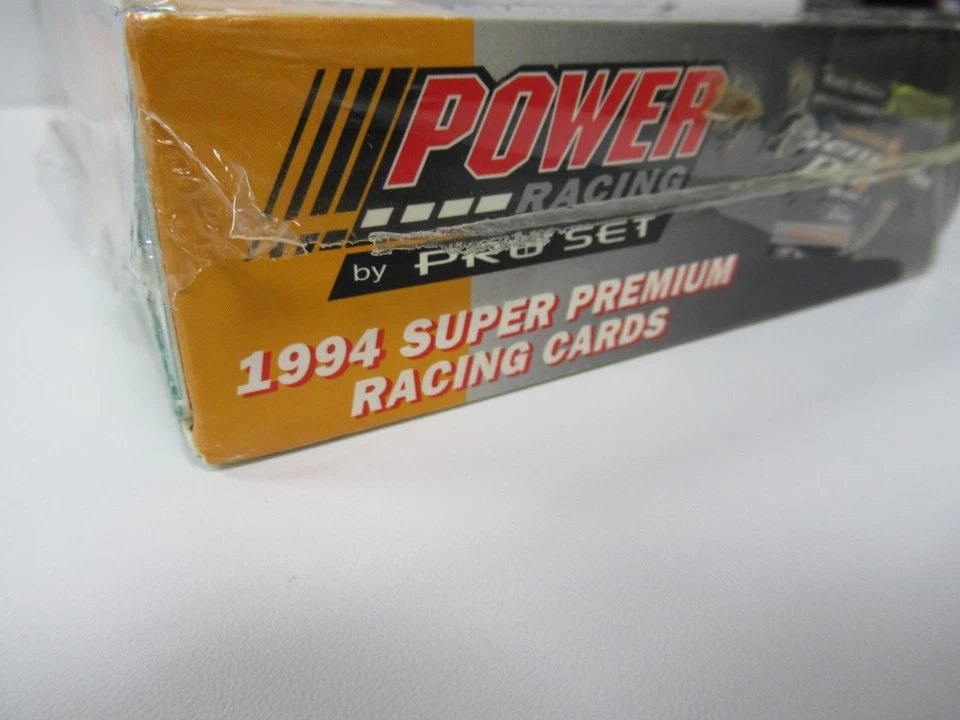 POWER
RACING
by PRO SET
1994 SUPER PREMIUM
RACING CARDS